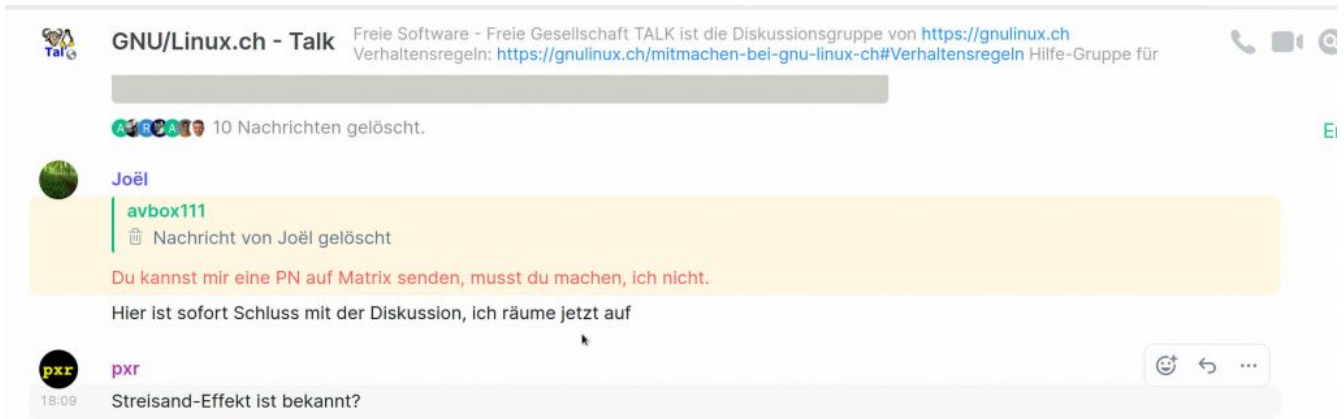 GNU/Linux.ch - Talk
Freie Software - Freie Gesellschaft TALK ist die Diskussionsgruppe von https://gnulinux.ch
Verhaltensregeln: https://gnulinux.ch/mitmachen-bei-gnu-linux-ch#Verhaltensregeln Hilfe-Gruppe für
Talg
A R A 10 Nachrichten gelöscht.
Joël
avbox111
Nachricht von Joël gelöscht
Du kannst mir eine PN auf Matrix senden, musst du machen, ich nicht.
Hier ist sofort Schluss mit der Diskussion, ich räume jetzt auf
pxr
pxr
18:09 Streisand-Effekt ist bekannt?